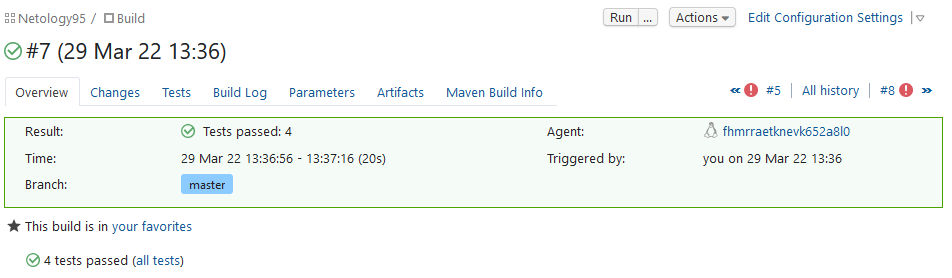 Netology95 / Build Run ... Actions Edit Configuration Settings
#7 (29 Mar 22 13:36)
Overview Changes Tests Build Log Parameters Artifacts Maven Build Info #5 All history #8
Result: Tests passed: 4 Agent: fhmrraetknevk652a8l0
Time: 29 Mar 22 13:36:56 - 13:37:16 (20s) Triggered by: you on 29 Mar 22 13:36
Branch: master
This build is in your favorites
4 tests passed (all tests)